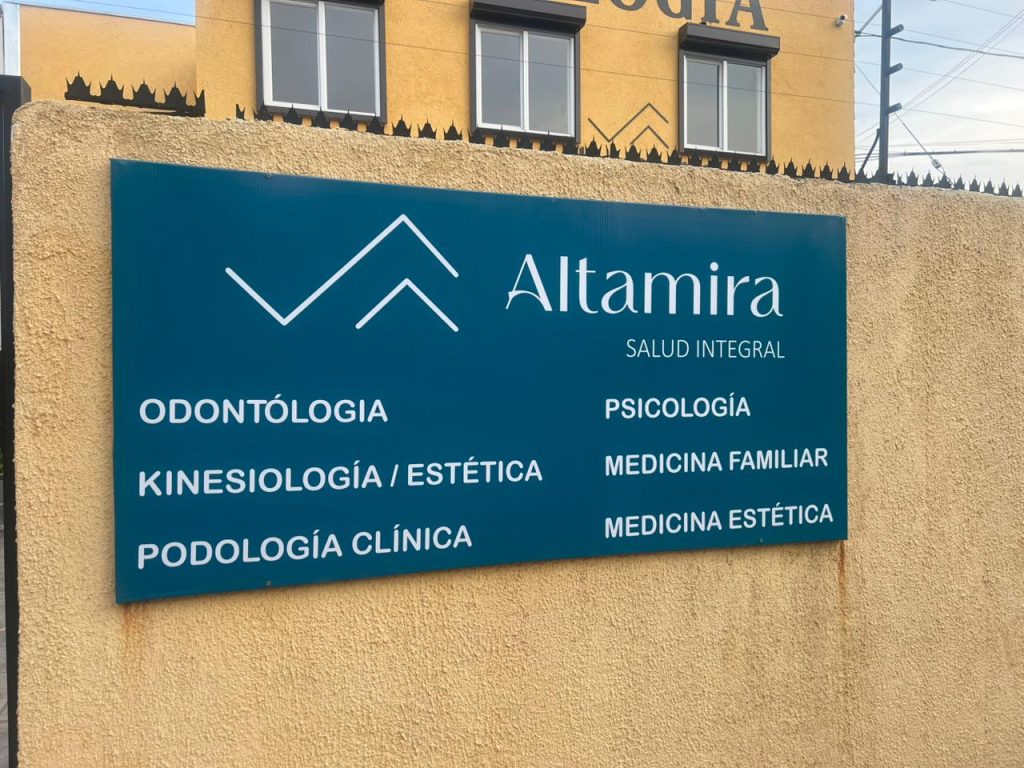 Altamira
SALUD INTEGRAL
ODONTÓLOGIA
KINESIOLOGÍA / ESTÉTICA
PODOLOGÍA CLÍNICA
PSICOLOGÍA
MEDICINA FAMILIAR
MEDICINA ESTÉTICA